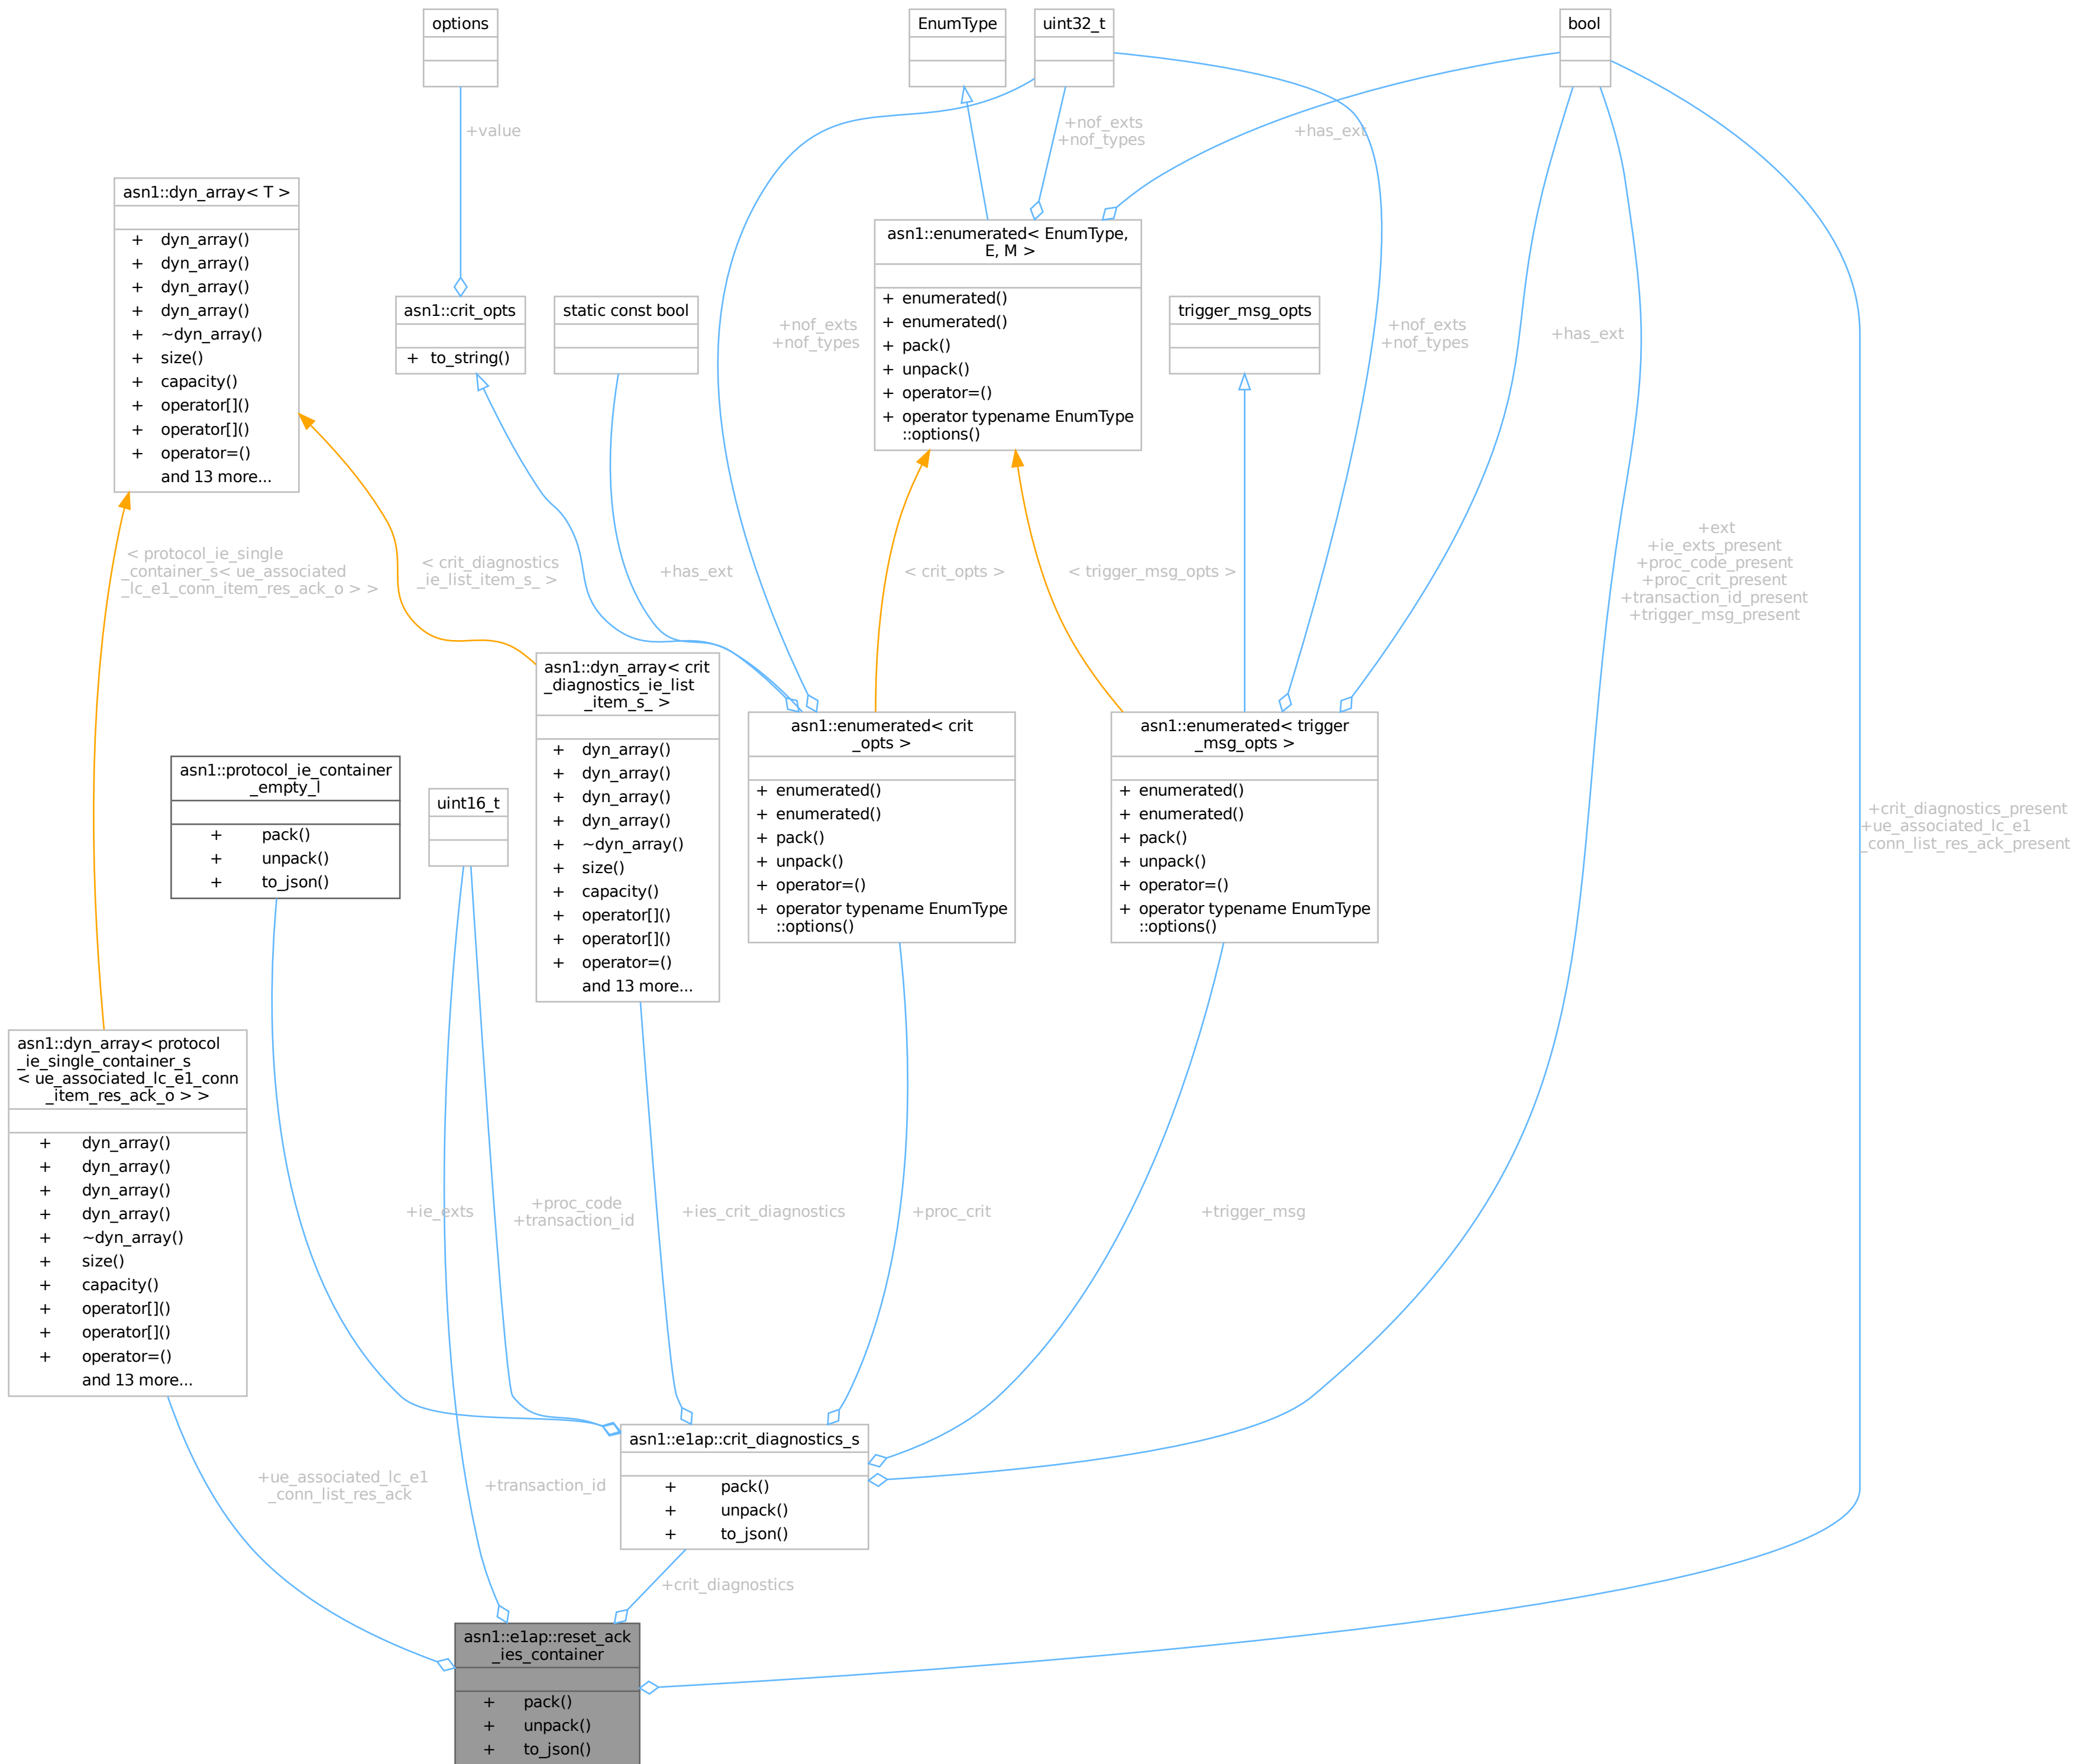 options
EnumType
uint32_t
bool
+value
+nof_exts
+nof_types
+has_ext
asn1::dyn_array< T >
+ dyn_array()
+ dyn_array()
+ dyn_array()
+ dyn_array()
+ ~dyn_array()
+ size()
+ capacity()
+ operator[]()
+ operator[]()
+ operator=()
and 13 more...
asn1::crit_opts
+ to_string()
static const bool
+nof_exts
+nof_types
asn1::enumerated< EnumType,
E, M >
+ enumerated()
+ enumerated()
+ pack()
+ unpack()
+ operator=()
+ operator typename EnumType
::options()
trigger_msg_opts
+nof_exts
+nof_types
+has_ext
< protocol_ie_single
_container_s< ue_associated
_lc_e1_conn_item_res_ack_o > >
< crit_diagnostics
_ie_list_item_s_ >
+has_ext
< crit_opts >
< trigger_msg_opts >
+ext
+ie_exts_present
+proc_code_present
+proc_crit_present
+transaction_id_present
+trigger_msg_present
asn1::protocol_ie_container
_empty_l
+ pack()
+ unpack()
+ to_json()
uint16_t
asn1::dyn_array< crit
_diagnostics_ie_list
_item_s_ >
+ dyn_array()
+ dyn_array()
+ dyn_array()
+ dyn_array()
+ ~dyn_array()
+ size()
+ capacity()
+ operator[]()
+ operator[]()
+ operator=()
and 13 more...
asn1::enumerated< crit
_opts >
+ enumerated()
+ enumerated()
+ pack()
+ unpack()
+ operator=()
+ operator typename EnumType
::options()
asn1::enumerated< trigger
_msg_opts >
+ enumerated()
+ enumerated()
+ pack()
+ unpack()
+ operator=()
+ operator typename EnumType
::options()
+crit_diagnostics_present
+ue_associated_lc_e1
_conn_list_res_ack_present
asn1::dyn_array< protocol
_ie_single_container_s
< ue_associated_lc_e1_conn
_item_res_ack_o > >
+ dyn_array()
+ dyn_array()
+ dyn_array()
+ dyn_array()
+ ~dyn_array()
+ size()
+ capacity()
+ operator[]()
+ operator[]()
+ operator=()
and 13 more...
+ie_exts
+proc_code
+transaction_id
+ies_crit_diagnostics
+proc_crit
+trigger_msg
+ue_associated_lc_e1
_conn_list_res_ack
+transaction_id
asn1::e1ap::crit_diagnostics_s
+ pack()
+ unpack()
+ to_json()
+crit_diagnostics
asn1::e1ap::reset_ack
_ies_container
+ pack()
+ unpack()
+ to_json()